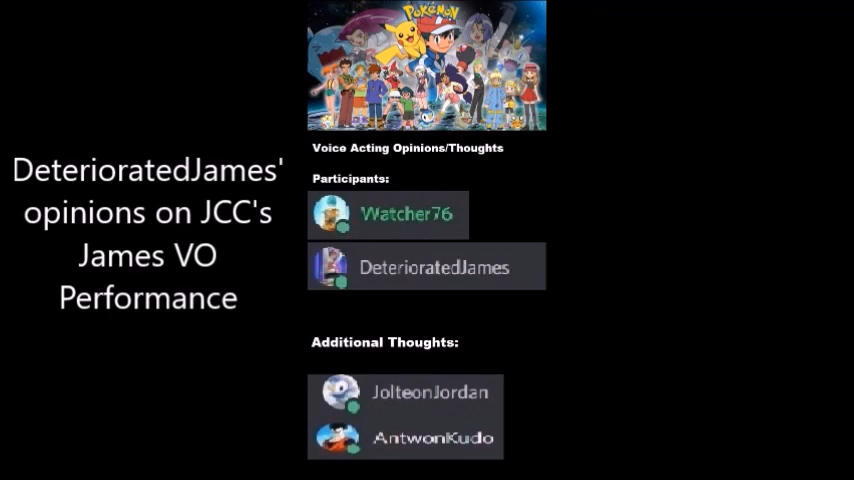 DeterioratedJames'
opinions on JCC's
James VO
Performance
POKéMON
Voice Acting Opinions/Thoughts
Participants:
Watcher76
DeterioratedJames
Additional Thoughts:
JolteonJordan
AntwonKudo